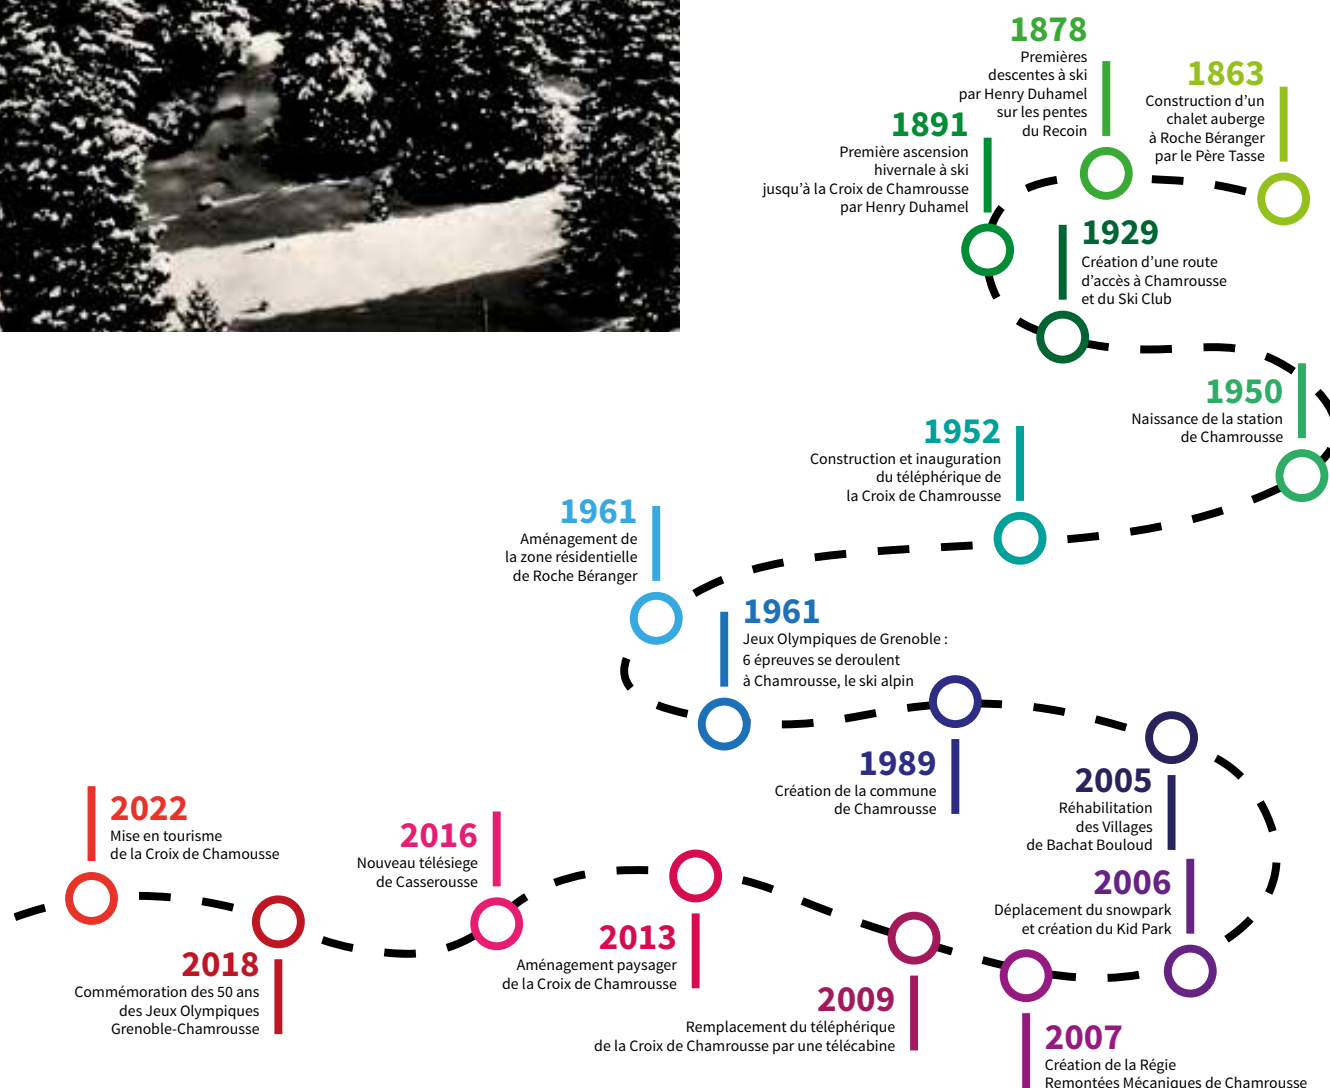 1863
Construction d'un
chalet auberge
à Roche Béranger
par le Père Tasse
1878
Premières
descentes à ski
par Henry Duhamel
sur les pentes
du Recoin
1891
Première ascension
hivernale à ski
jusqu'à la Croix de Chamrousse
par Henry Duhamel
1929
Création d'une route
d'accès à Chamrousse
et du Ski Club
1950
Naissance de la station
de Chamrousse
1952
Construction et inauguration
du téléphérique de
la Croix de Chamrousse
1961
Aménagement de
la zone résidentielle
de Roche Béranger
1961
Jeux Olympiques de Grenoble :
6 épreuves se deroulent
à Chamrousse, le ski alpin
1989
Création de la commune
de Chamrousse
2005
Réhabilitation
des Villages
de Bachat Bouloud
2006
Déplacement du snowpark
et création du Kid Park
2007
Création de la Régie
Remontées Mécaniques de Chamrousse
2009
Remplacement du téléphérique
de la Croix de Chamrousse par une télécabine
2013
Aménagement paysager
de la Croix de Chamrousse
2016
Nouveau télésiege
de Casserousse
2018
Commémoration des 50 ans
des Jeux Olympiques
Grenoble-Chamrousse
2022
Mise en tourisme
de la Croix de Chamousse